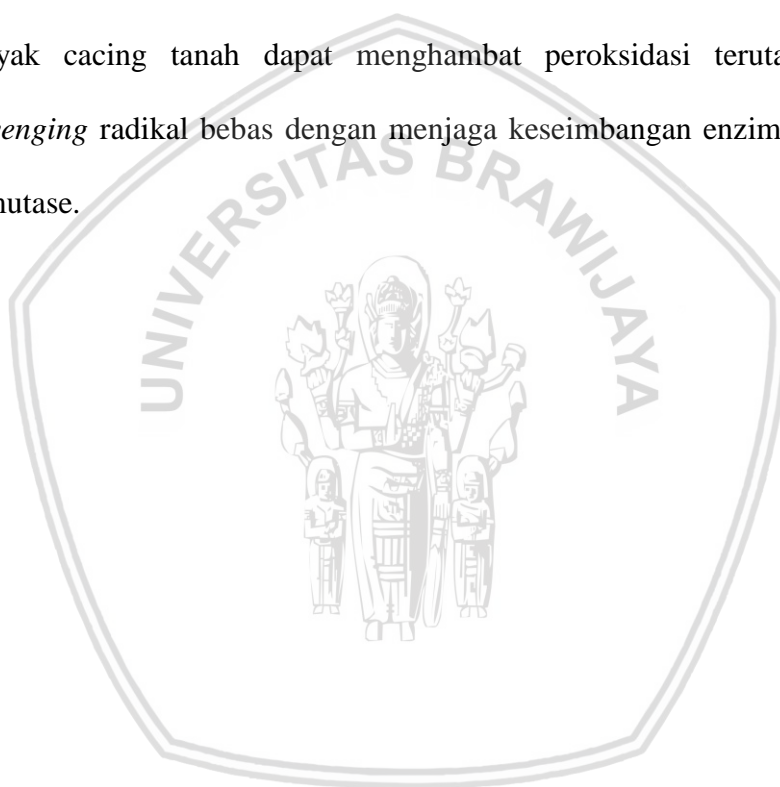 yak cacing tanah dapat menghambat peroksidasi teruta
enging radikal bebas dengan menjaga keseimbangan enzim
nutase.
UNIVERSITAS BRAWIJAYA